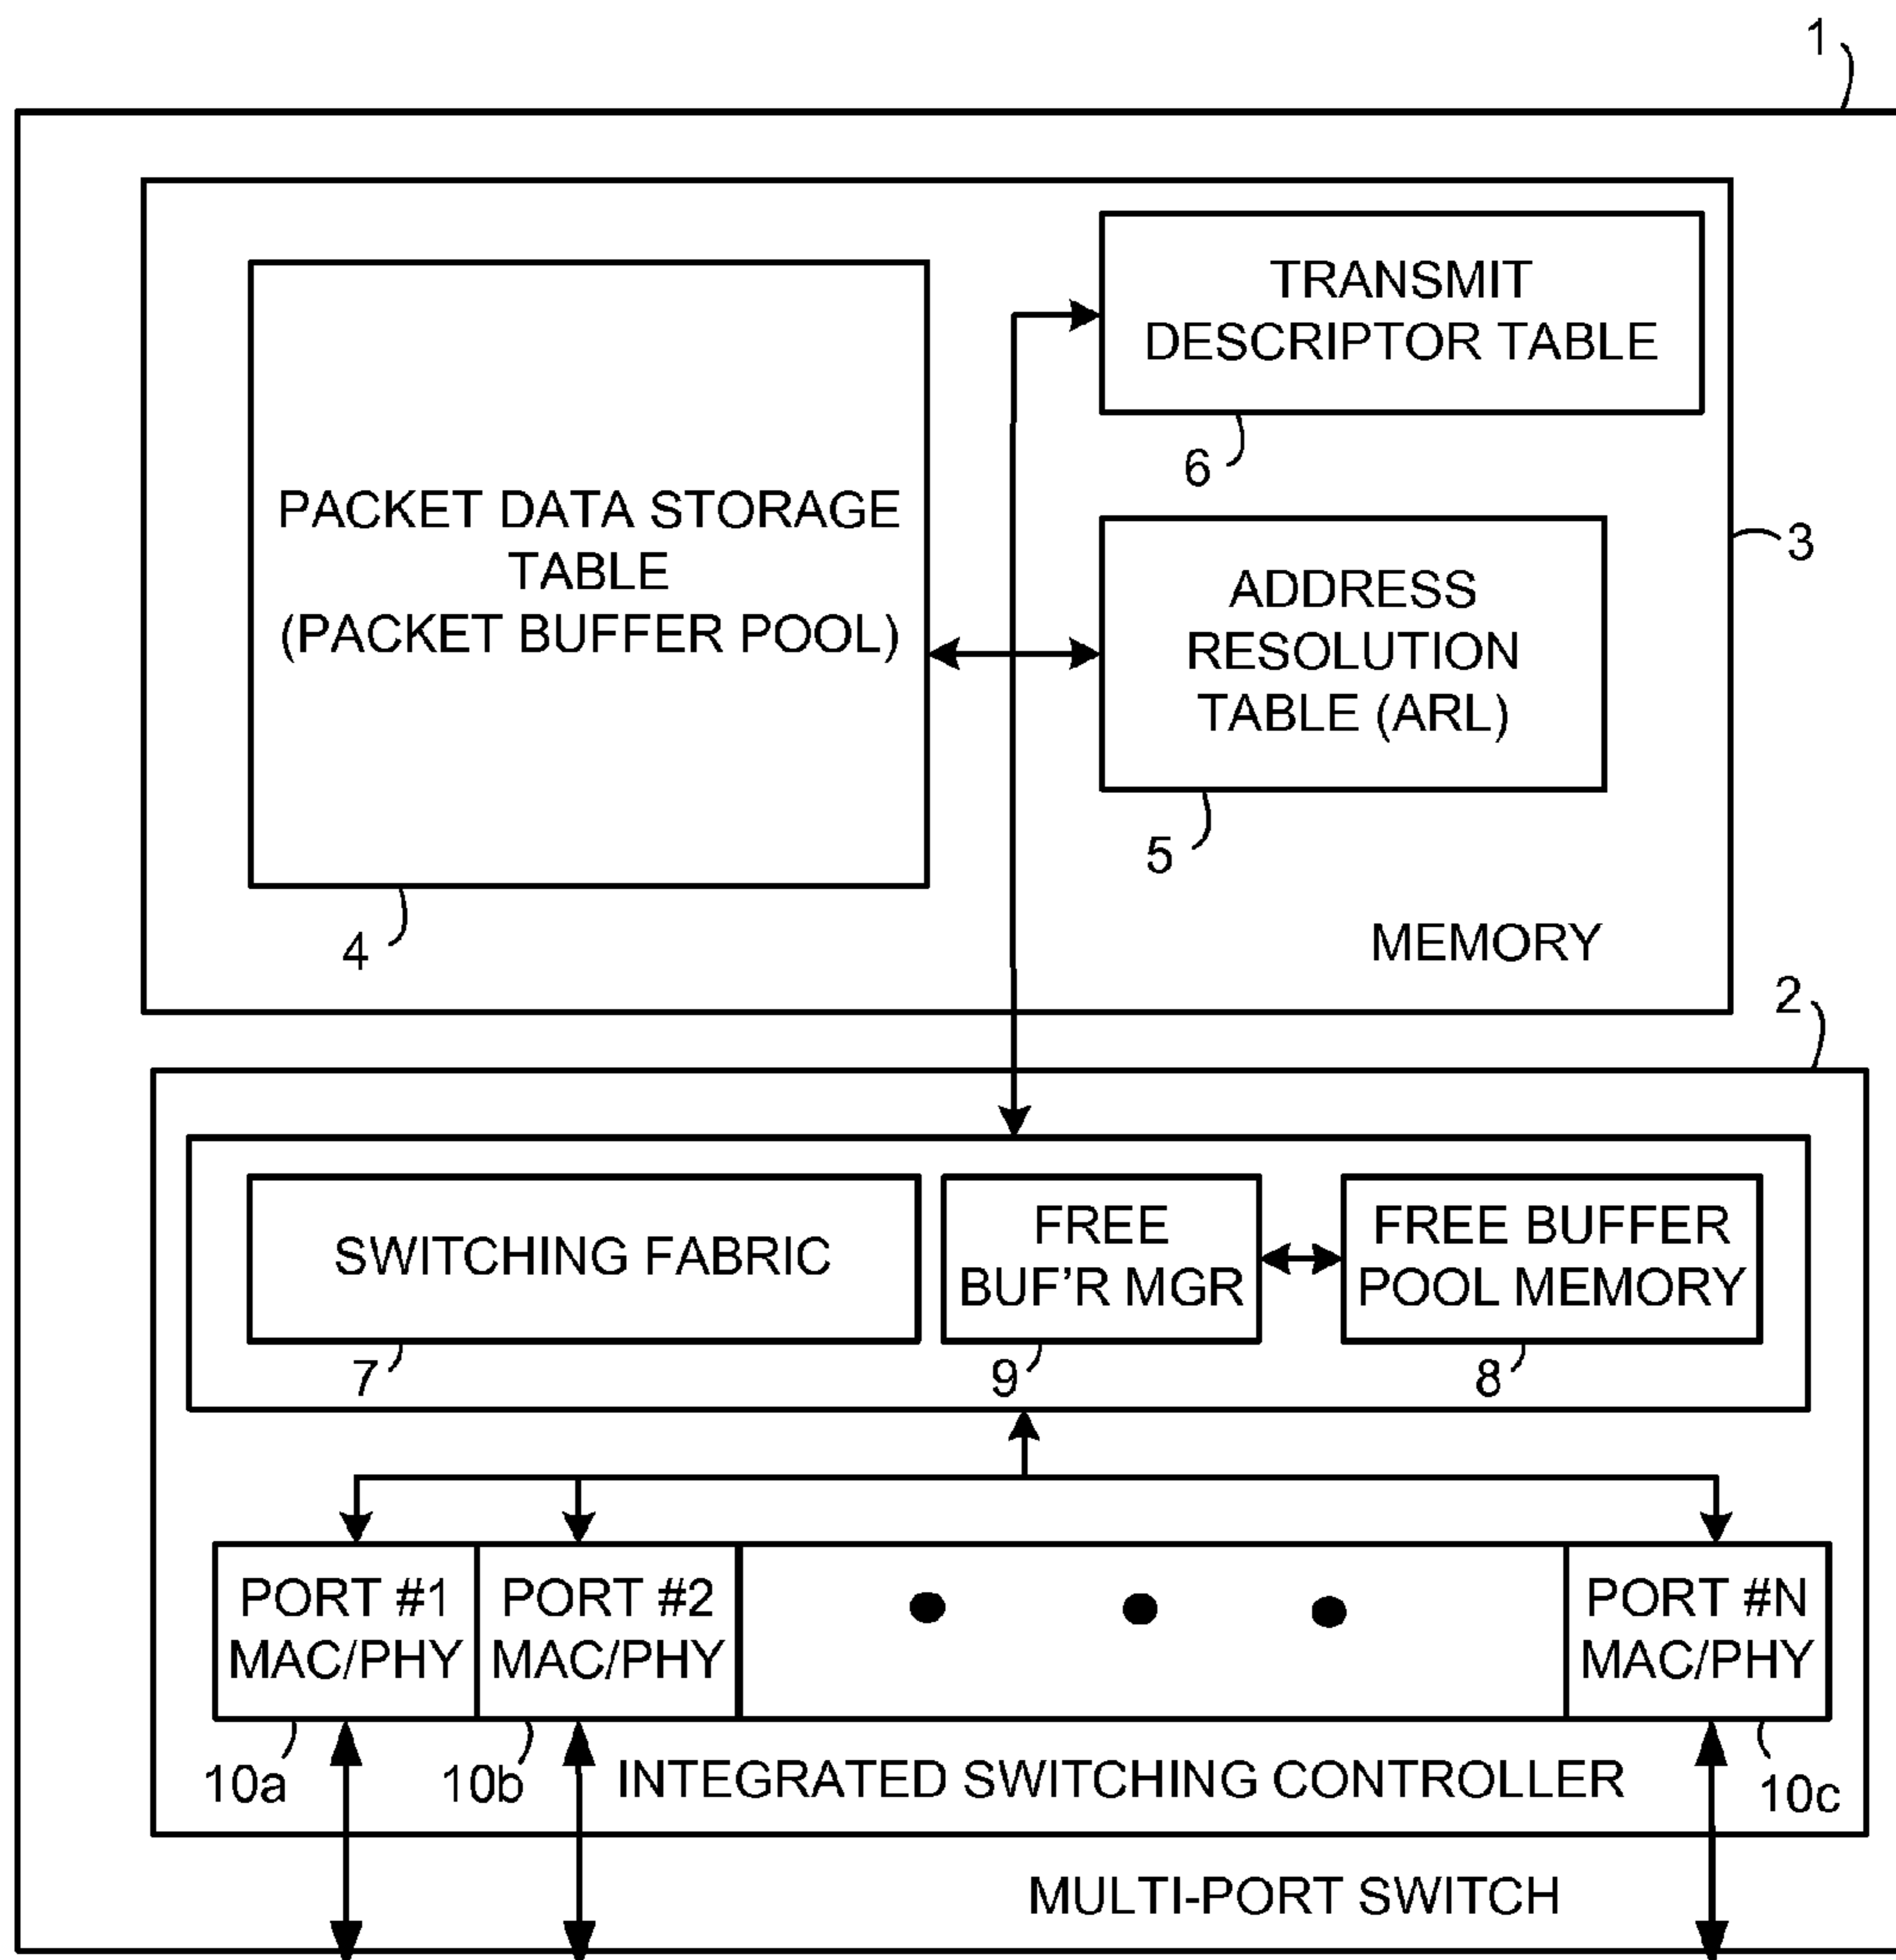 1
TRANSMIT
DESCRIPTOR TABLE
6
PACKET DATA STORAGE
TABLE
(PACKET BUFFER POOL)
4
ADDRESS
RESOLUTION
TABLE (ARL)
5
3
MEMORY
2
SWITCHING FABRIC
7
FREE
BUF'R MGR
9
FREE BUFFER
POOL MEMORY
8
PORT #1
MAC/PHY
PORT #2
MAC/PHY
PORT #N
MAC/PHY
10a
10b
INTEGRATED SWITCHING CONTROLLER
10c
MULTI-PORT SWITCH